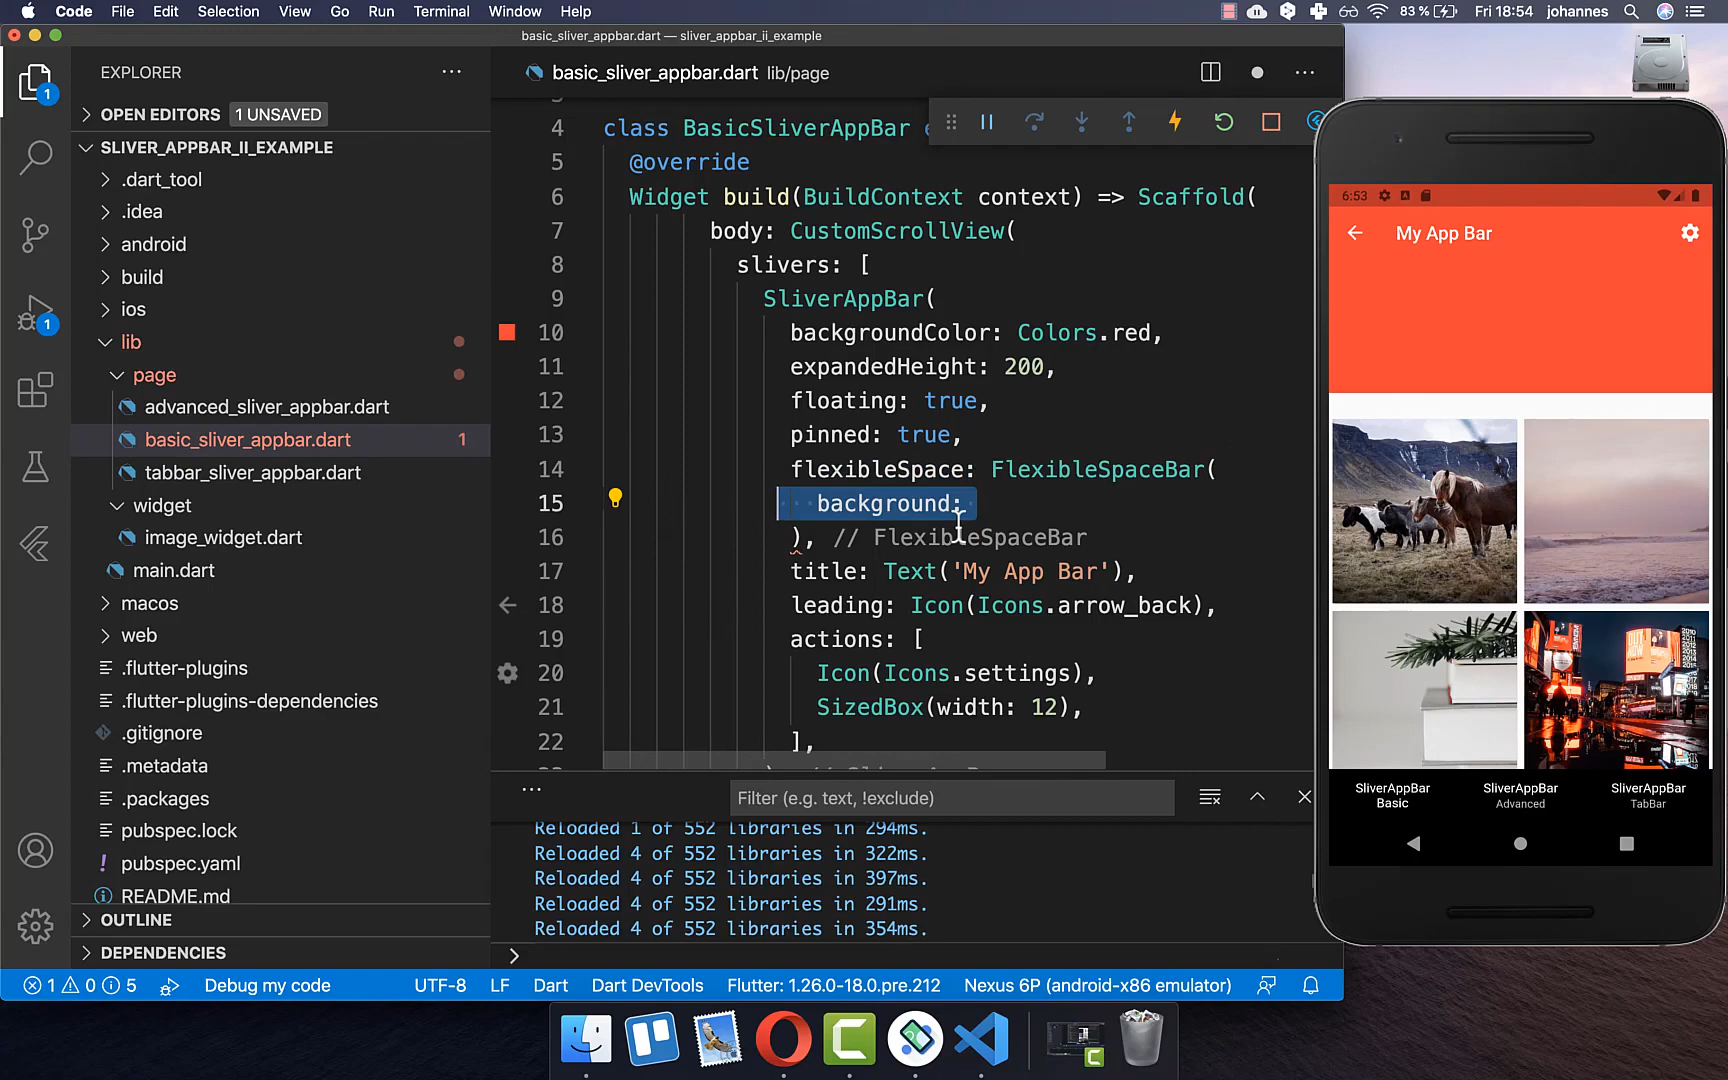 Code File Edit Selection View Go Run Terminal Window Help
83 % Fri 18:54 johannes
basic_sliver_appbar.dart — sliver_appbar_ii_example
EXPLORER
1
OPEN EDITORS 1 UNSAVED
SLIVER_APPBAR_II_EXAMPLE
.dart_tool
.idea
android
build
ios
1
lib
page
advanced_sliver_appbar.dart
basic_sliver_appbar.dart 1
tabbar_sliver_appbar.dart
widget
image_widget.dart
main.dart
macos
web
.flutter-plugins
.flutter-plugins-dependencies
.gitignore
.metadata
.packages
pubspec.lock
! pubspec.yaml
README.md
OUTLINE
DEPENDENCIES
basic_sliver_appbar.dart lib/page
4 class BasicSliverAppBar
5 @override
6 Widget build(BuildContext context) => Scaffold(
7 body: CustomScrollView(
8 slivers: [
9 SliverAppBar(
10 backgroundColor: Colors.red,
11 expandedHeight: 200,
12 floating: true,
13 pinned: true,
14 flexibleSpace: FlexibleSpaceBar(
15 background:
16 ), // FlexibleSpaceBar
17 title: Text('My App Bar'),
18 leading: Icon(Icons.arrow_back),
19 actions: [
20 Icon(Icons.settings),
21 SizedBox(width: 12),
22 ],
Filter (e.g. text, !exclude)
Reloaded 1 of 552 libraries in 294ms.
Reloaded 4 of 552 libraries in 322ms.
Reloaded 4 of 552 libraries in 397ms.
Reloaded 4 of 552 libraries in 291ms.
Reloaded 4 of 552 libraries in 354ms.
1 0 5 Debug my code UTF-8 LF Dart Dart DevTools Flutter: 1.26.0-18.0.pre.212 Nexus 6P (android-x86 emulator)
6:53
My App Bar
SliverAppBar
Basic
SliverAppBar
Advanced
SliverAppBar
TabBar